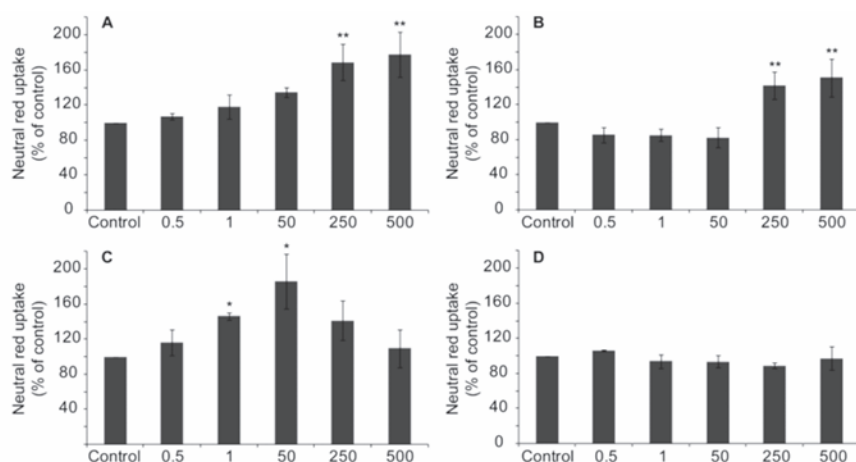 A
Neutral red uptake
(% of control)
200
160
120
80
40
0
**
**
Control 0.5 1 50 250 500
B
Neutral red uptake
(% of control)
200
160
120
80
40
0
**
**
Control 0.5 1 50 250 500
C
Neutral red uptake
(% of control)
200
160
120
80
40
*
*
Control 0.5 1 50 250 500
D
Neutral red uptake
(% of control)
200
160
120
80
40
0
Control 0.5 1 50 250 500